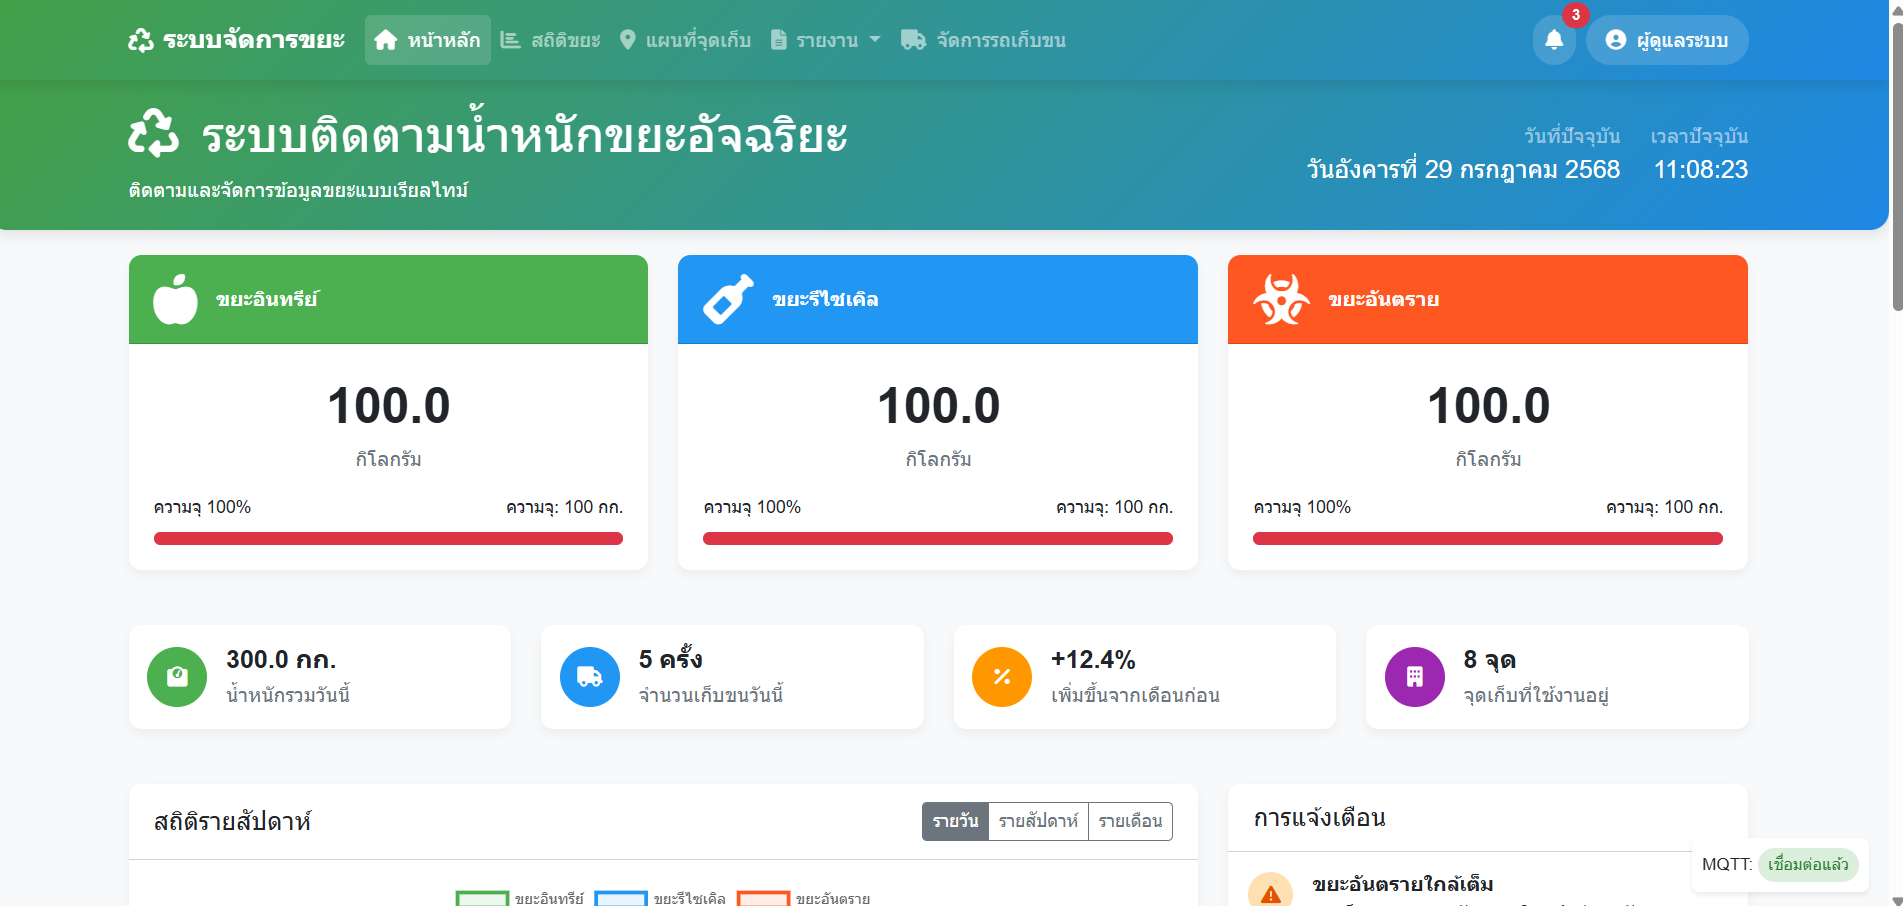 ระบบจัดการขยะ
หน้าหลัก
สถิติขยะ
แผนที่จุดเก็บ
รายงาน
จัดการรถเก็บขน
3
ผู้ดูแลระบบ
ระบบติดตามน้ำหนักขยะอัจฉริยะ
ติดตามและจัดการข้อมูลขยะแบบเรียลไทม์
วันที่ปัจจุบัน
วันอังคารที่ 29 กรกฎาคม 2568
เวลาปัจจุบัน
11:08:23
ขยะอินทรีย์
100.0
กิโลกรัม
ความจุ 100%
ความจุ: 100 กก.
ขยะรีไซเคิล
100.0
กิโลกรัม
ความจุ 100%
ความจุ: 100 กก.
ขยะอันตราย
100.0
กิโลกรัม
ความจุ 100%
ความจุ: 100 กก.
300.0 กก.
น้ำหนักรวมวันนี้
5 ครั้ง
จำนวนเก็บขนวันนี้
+12.4%
เพิ่มขึ้นจากเดือนก่อน
8 จุด
จุดเก็บที่ใช้งานอยู่
สถิติรายสัปดาห์
รายวัน
รายสัปดาห์
รายเดือน
ขยะอินทรีย์
ขยะรีไซเคิล
ขยะอันตราย
การแจ้งเตือน
ขยะอันตรายใกล้เต็ม
MQTT: เชื่อมต่อแล้ว